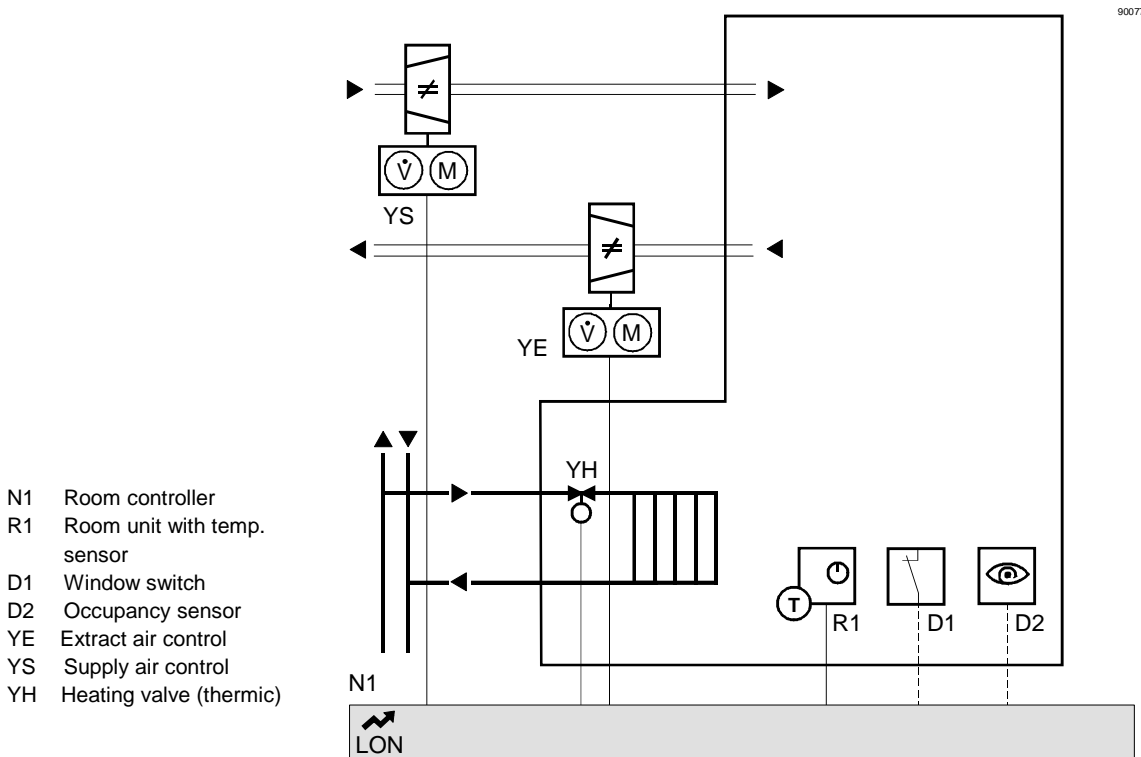 9007
V̇ M
YS
V̇ M
YE
YH
N1 Room controller
R1 Room unit with temp.
sensor
D1 Window switch
D2 Occupancy sensor
YE Extract air control
YS Supply air control
YH Heating valve (thermic)
T
R1
D1
D2
N1
LON